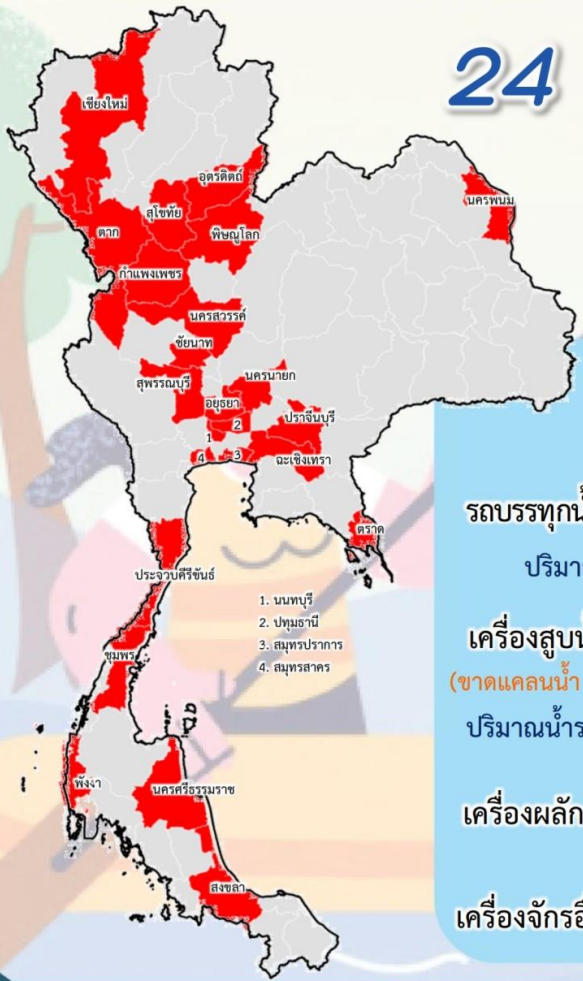 24
เชียงใหม่
อุตรดิตถ์
สุโขทัย
นครพนม
ตาก
พิษณุโลก
กำแพงเพชร
นครสวรรค์
ชัยนาท
นครนายก
สุพรรณบุรี
อยุธยา
ปราจีนบุรี
2
1
4
3
ฉะเชิงเทรา
ตราด
ประจวบคีรีขันธ์
1. นนทบุรี
2. ปทุมธานี
3. สมุทรปราการ
4. สมุทรสาคร
ชุมพร
พังงา
นครศรีธรรมราช
สงขลา
รถบรรทุกน้
ปริมา
เครื่องสูบน้
(ขาดแคลนน้ำ
ปริมาณน้ำร
เครื่องผลัก
เครื่องจักรอื